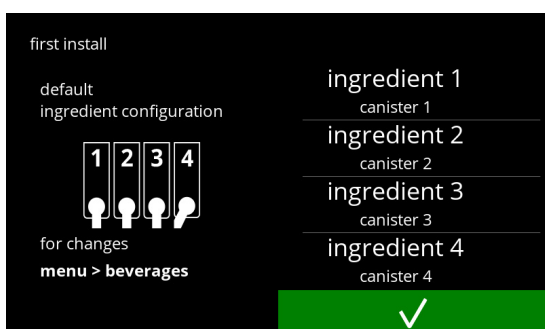 first install
default
ingredient configuration
1 2 3 4
for changes
menu > beverages
ingredient 1
canister 1
ingredient 2
canister 2
ingredient 3
canister 3
ingredient 4
canister 4